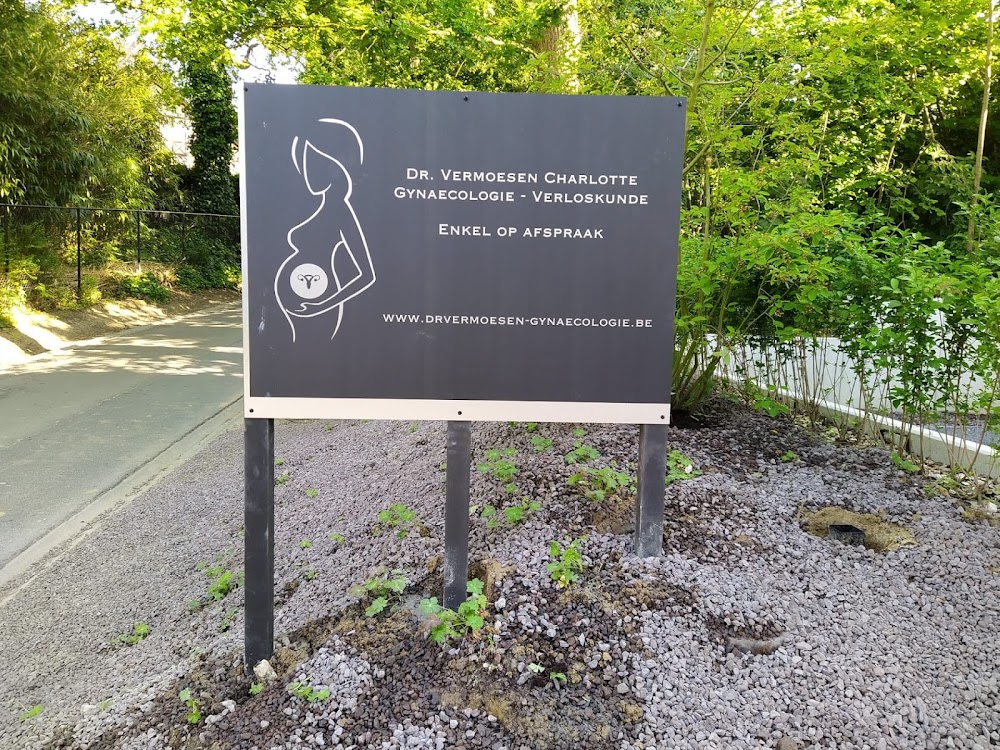 Dr. Vermoesen Charlotte
Gynaecologie - Verloskunde
Enkel op afspraak
www.drvermoesen-gynaecologie.be